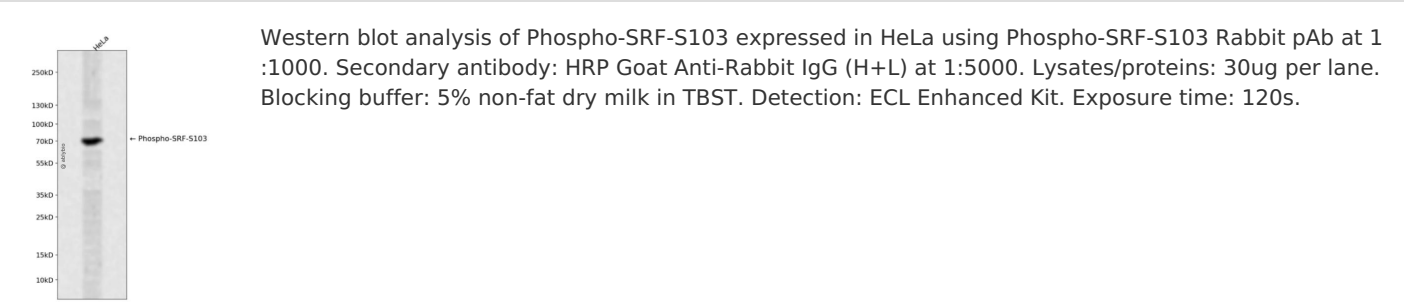 HeLa
250kD
130kD
100kD
70kD
55kD
35kD
25kD
15kD
10kD
← Phospho-SRF-S103
Western blot analysis of Phospho-SRF-S103 expressed in HeLa using Phospho-SRF-S103 Rabbit pAb at 1
:1000. Secondary antibody: HRP Goat Anti-Rabbit IgG (H+L) at 1:5000. Lysates/proteins: 30ug per lane.
Blocking buffer: 5% non-fat dry milk in TBST. Detection: ECL Enhanced Kit. Exposure time: 120s.